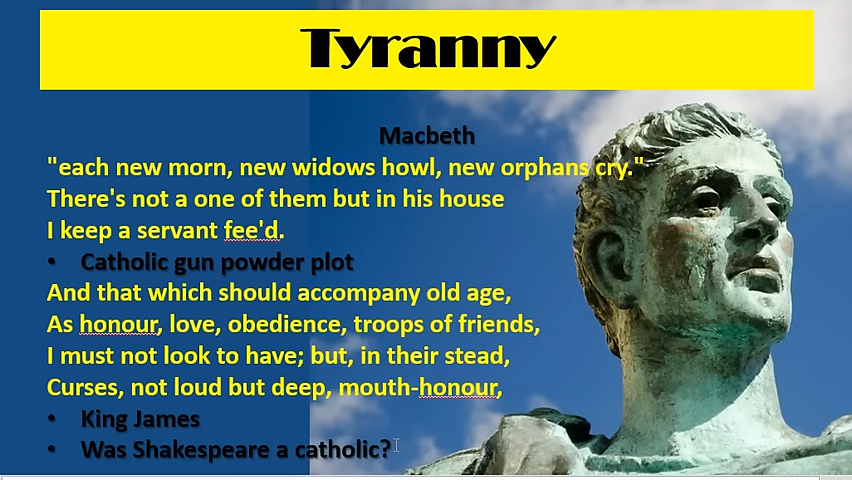 Tyranny
Macbeth
"each new morn, new widows howl, new orphans cry."
There's not a one of them but in his house
I keep a servant fee'd.
• Catholic gun powder plot
And that which should accompany old age,
As honour, love, obedience, troops of friends,
I must not look to have; but, in their stead,
Curses, not loud but deep, mouth-honour,
• King James
• Was Shakespeare a catholic?